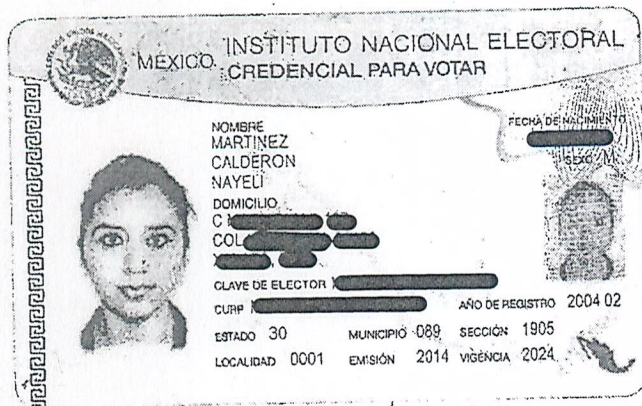 MÉXICO INSTITUTO NACIONAL ELECTORAL
CREDENCIAL PARA VOTAR
NOMBRE
MARTINEZ
CALDERON
NAYELI
FECHA DE NACIMIENTO
SEXO M
DOMICILIO
C
COL
CLAVE DE ELECTOR
CURP
AÑO DE REGISTRO 2004 02
ESTADO 30 MUNICIPIO 089 SECCIÓN 1905
LOCALIDAD 0001 EMISIÓN 2014 VIGENCIA 2024